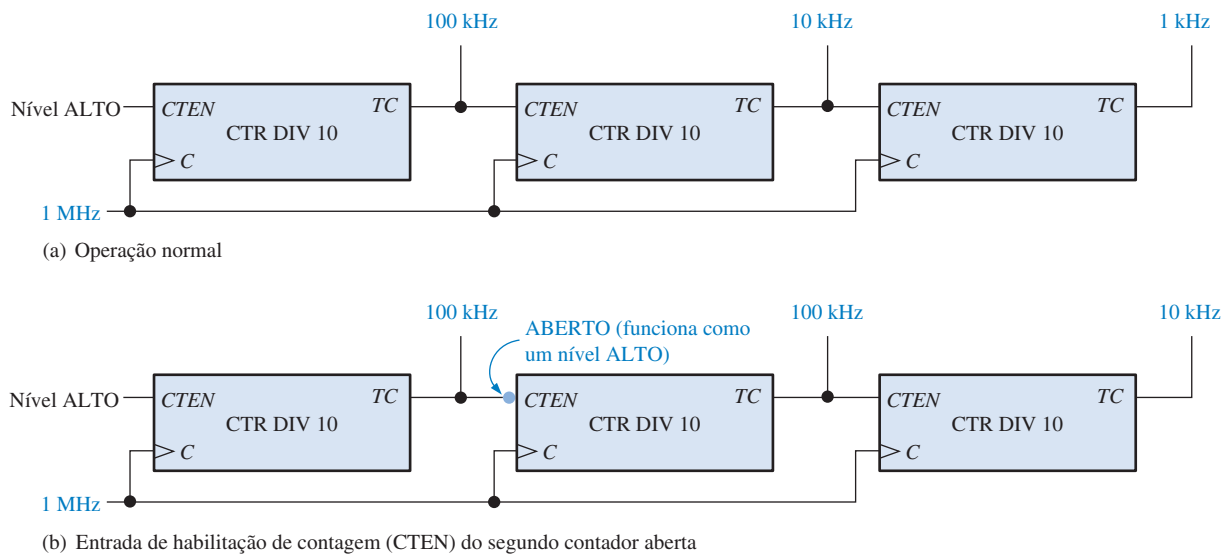 100 kHz
10 kHz
1 kHz
Nível ALTO
CTEN
TC
CTR DIV 10
C
CTEN
TC
CTR DIV 10
C
CTEN
TC
CTR DIV 10
C
1 MHz
(a) Operação normal
100 kHz
ABERTO (funciona como
um nível ALTO)
100 kHz
10 kHz
Nível ALTO
CTEN
TC
CTR DIV 10
C
CTEN
TC
CTR DIV 10
C
CTEN
TC
CTR DIV 10
C
1 MHz
(b) Entrada de habilitação de contagem (CTEN) do segundo contador aberta